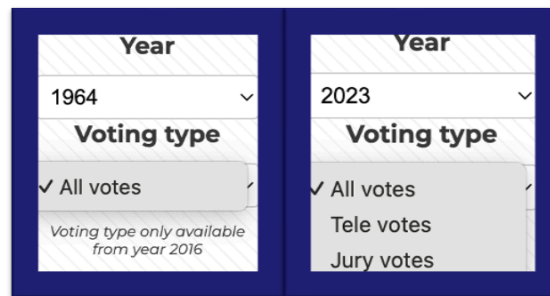 Year
1964
Voting type
✓ All votes
Voting type only available
from year 2016
Year
2023
Voting type
✓ All votes
Tele votes
Jury votes